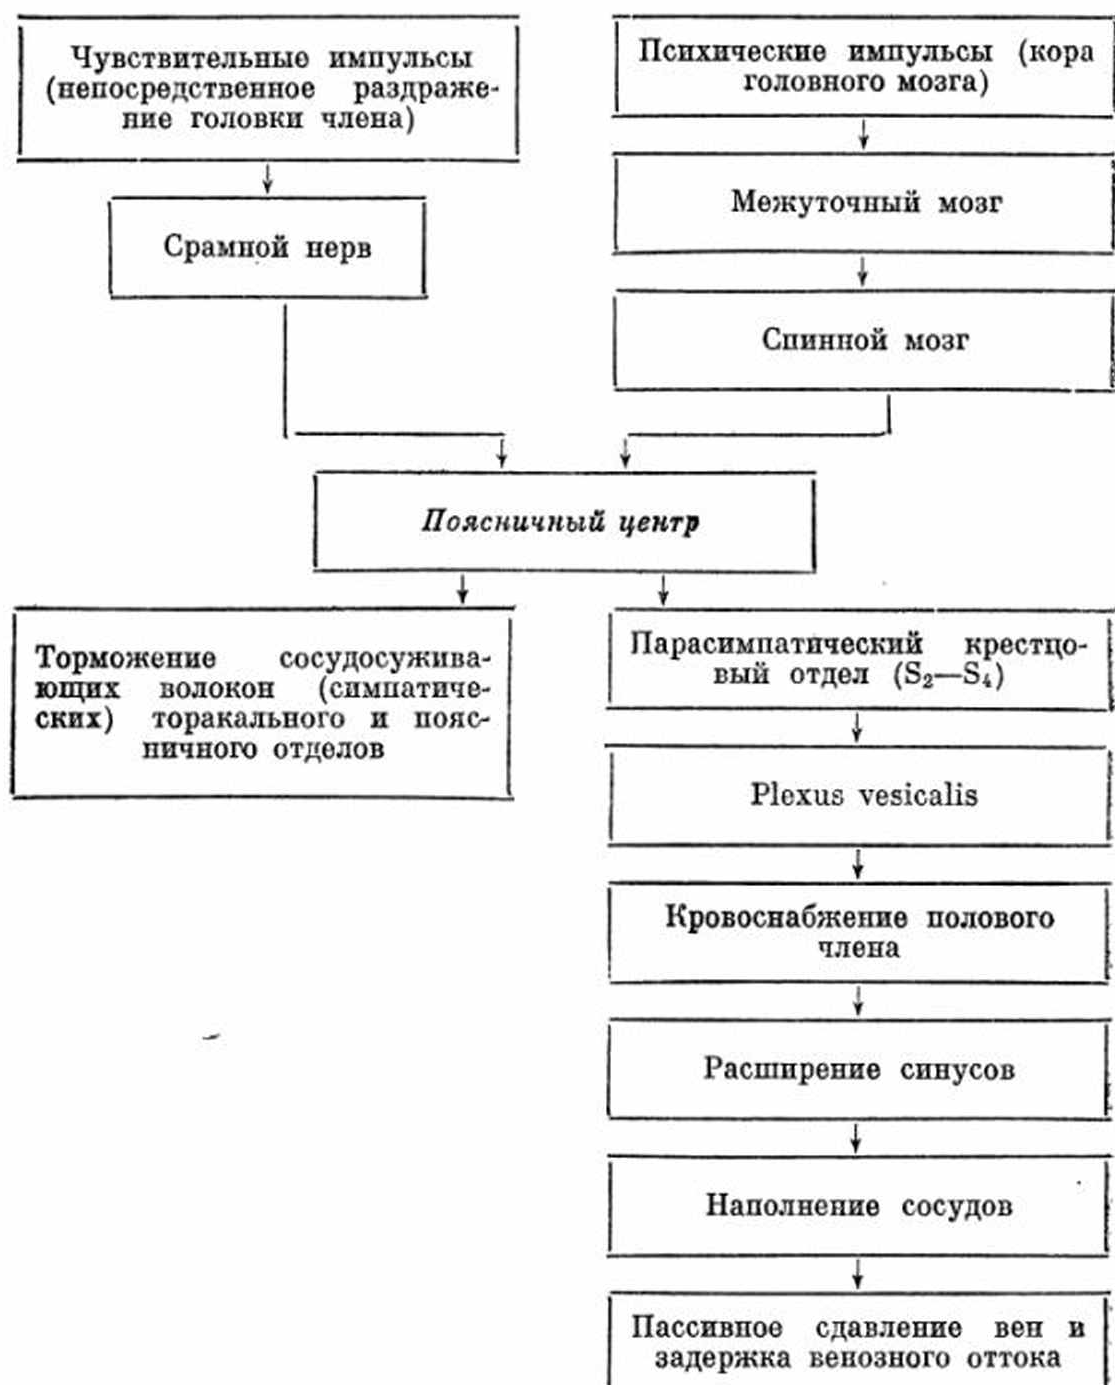 Чувствительные импульсы
(непосредственное раздраже-
ние головки члена)
Срамной нерв
Психические импульсы (кора
головного мозга)
Межуточный мозг
Спинной мозг
Поясничный центр
Торможение сосудосужива-
ющих волокон (симпатиче-
ских) торакального и пояс-
ничного отделов
Парасимпатический крестцо-
вый отдел (S₂—S₄)
Plexus vesicalis
Кровоснабжение полового
члена
Расширение синусов
Наполнение сосудов
Пассивное сдавление вен и
задержка венозного оттока